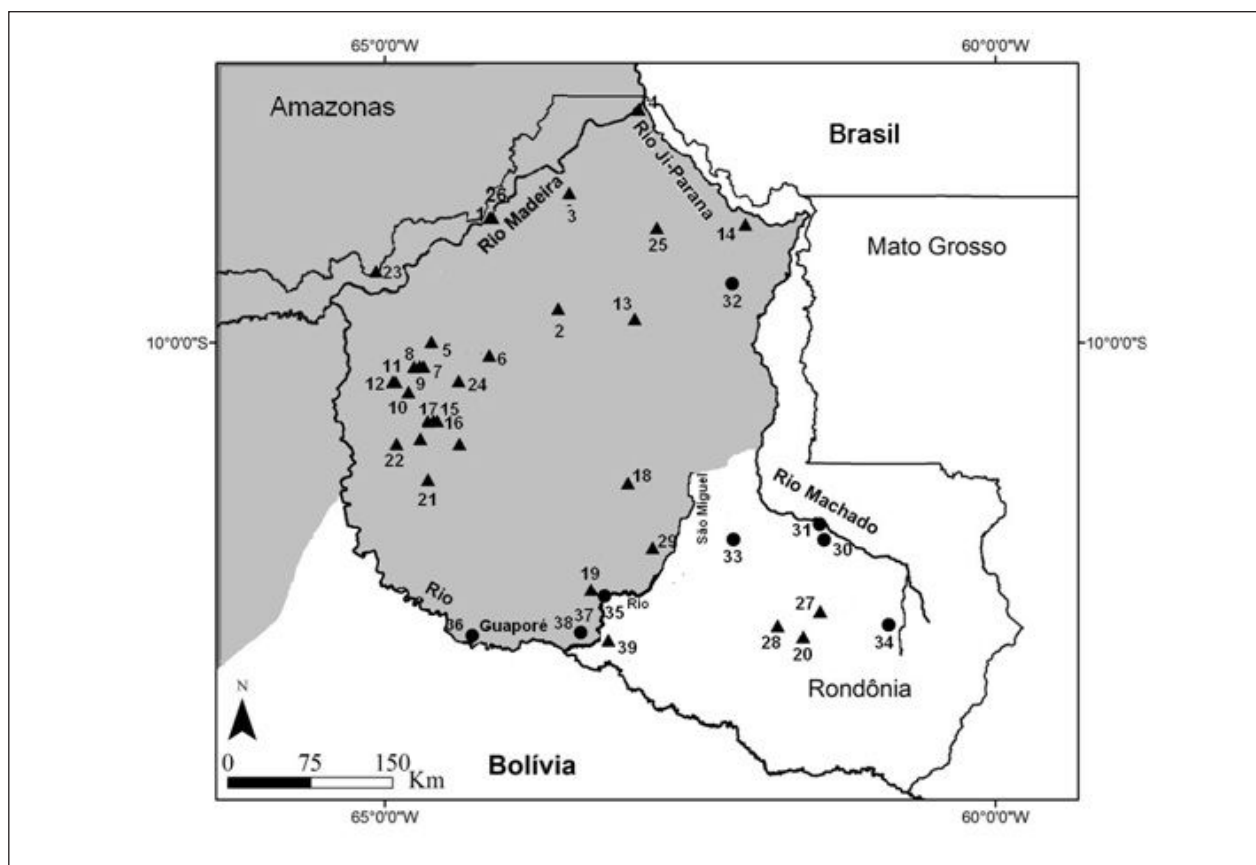 65°0'0"W
60°0'0"W
Amazonas
Brasil
4
Rio Ji-Parana
26
1
Rio Madeira
3
25
14
Mato Grosso
23
32
13
2
10°0'0"S
10°0'0"S
5
8
6
11
7
12
9
24
10
17
15
16
22
21
18
São Miguel
Rio Machado
31
30
33
29
19
35
Rio
Rio
27
36
Guaporé
38
37
28
20
34
39
Rondônia
N
Bolívia
0
75
150
Km
65°0'0"W
60°0'0"W